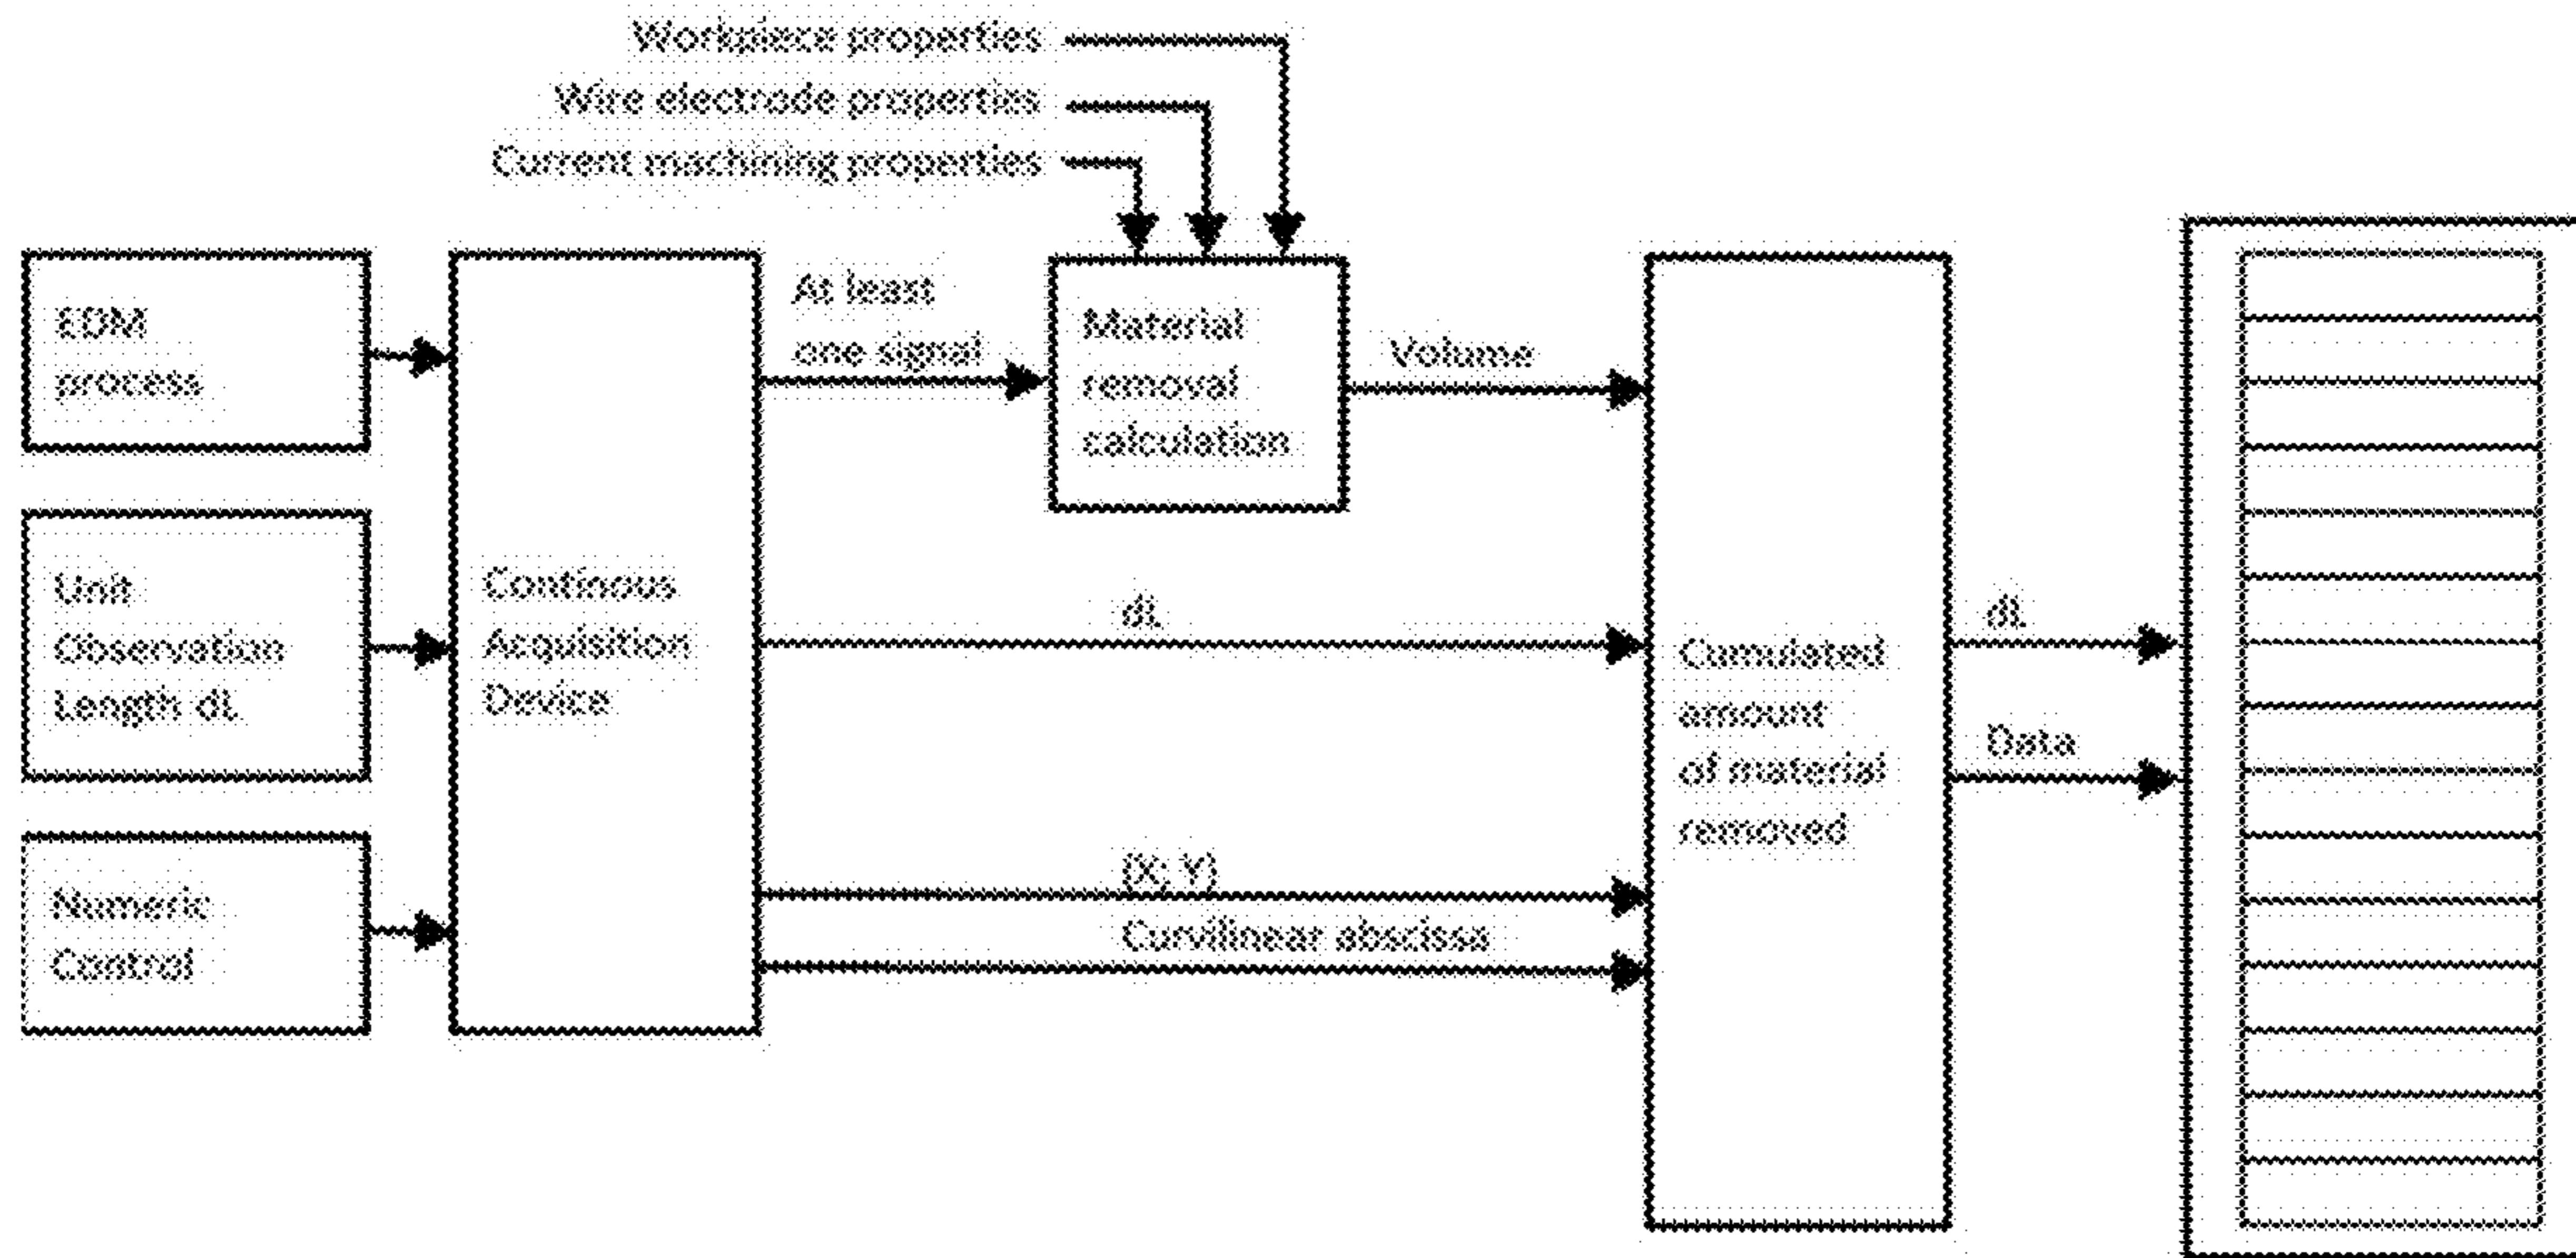 Workpiece properties
Wire electrode properties
Current machining properties
EDM
process
Unit
Observation
Length dL
Numeric
Control
Continous
Acquisition
Device
At least
one signal
Material
removal
calculation
Volume
dL
(X; Y)
Curvilinear abscissa
Cumulated
amount
of material
removed
dL
Data